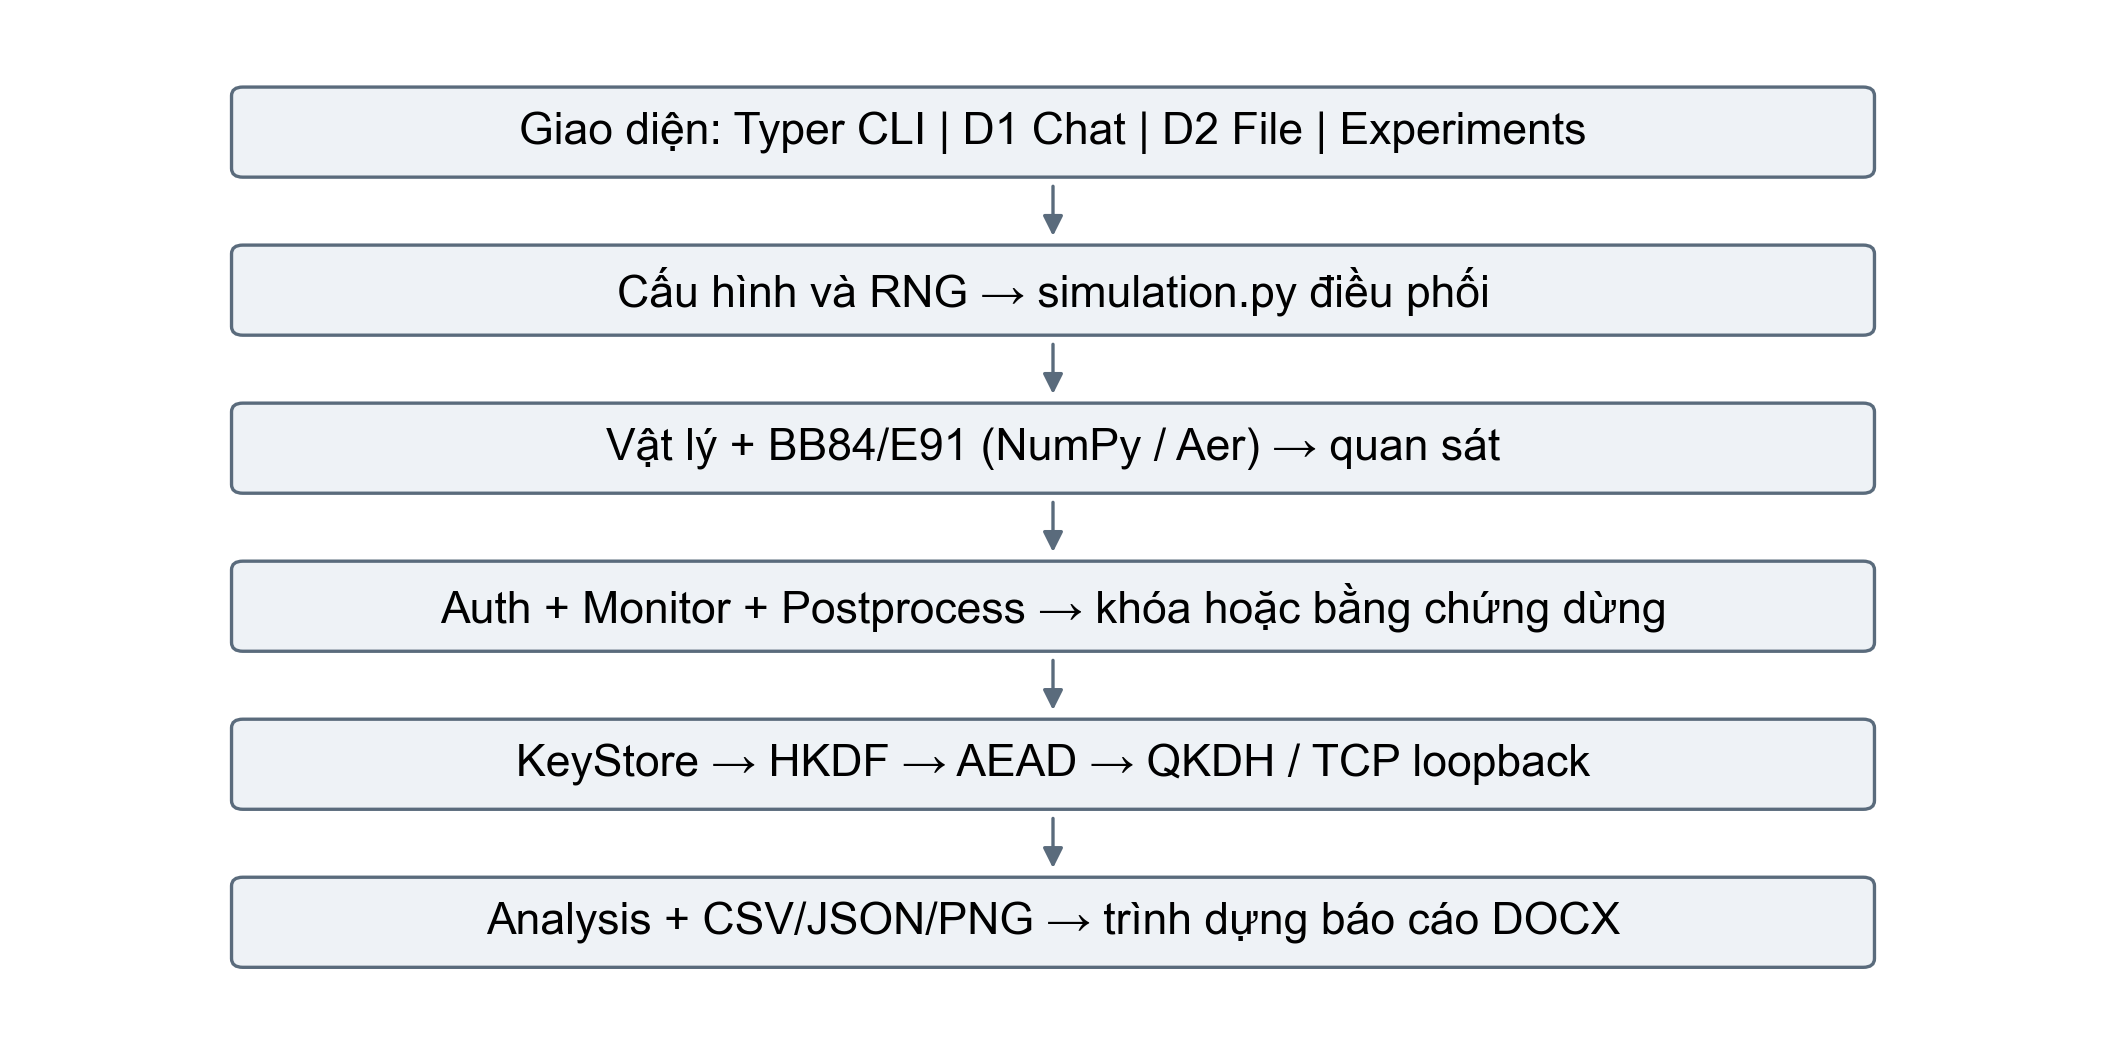 Giao diện: Typer CLI | D1 Chat | D2 File | Experiments
Cấu hình và RNG → simulation.py điều phối
Vật lý + BB84/E91 (NumPy / Aer) → quan sát
Auth + Monitor + Postprocess → khóa hoặc bằng chứng dừng
KeyStore → HKDF → AEAD → QKDH / TCP loopback
Analysis + CSV/JSON/PNG → trình dựng báo cáo DOCX